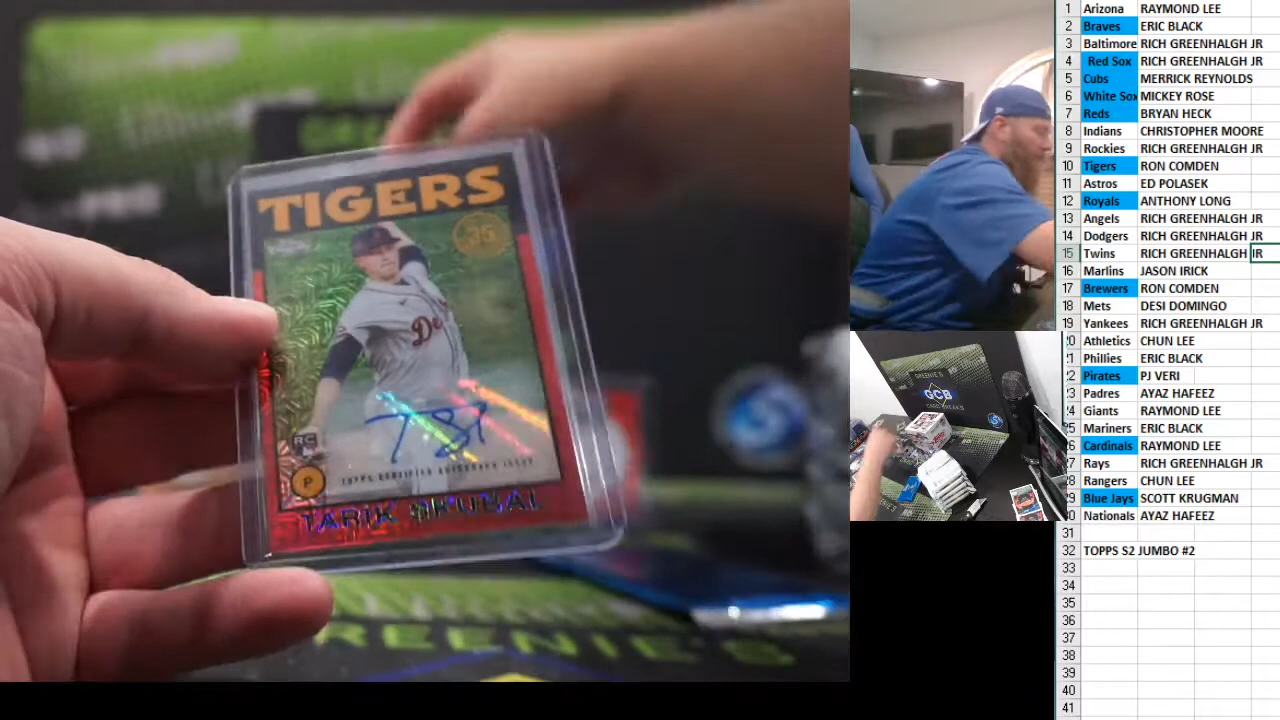 TIGERS
35
RC
P
TOPPS CERTIFIED AUTOGRAPH ISSUE
TARIK SKUBAL
GREENIE'S
GCB
CARD BREAKS
1 Arizona RAYMOND LEE
2 Braves ERIC BLACK
3 Baltimore RICH GREENHALGH JR
4 Red Sox RICH GREENHALGH JR
5 Cubs MERRICK REYNOLDS
6 White Sox MICKEY ROSE
7 Reds BRYAN HECK
8 Indians CHRISTOPHER MOORE
9 Rockies RICH GREENHALGH JR
10 Tigers RON COMDEN
11 Astros ED POLASEK
12 Royals ANTHONY LONG
13 Angels RICH GREENHALGH JR
14 Dodgers RICH GREENHALGH JR
15 Twins RICH GREENHALGH JR
16 Marlins JASON IRICK
17 Brewers RON COMDEN
18 Mets DESI DOMINGO
19 Yankees RICH GREENHALGH JR
20 Athletics CHUN LEE
21 Phillies ERIC BLACK
22 Pirates PJ VERI
23 Padres AYAZ HAFEEZ
24 Giants RAYMOND LEE
25 Mariners ERIC BLACK
26 Cardinals RAYMOND LEE
27 Rays RICH GREENHALGH JR
28 Rangers CHUN LEE
29 Blue Jays SCOTT KRUGMAN
30 Nationals AYAZ HAFEEZ
31
32 TOPPS S2 JUMBO #2
33
34
35
36
37
38
39
40
41